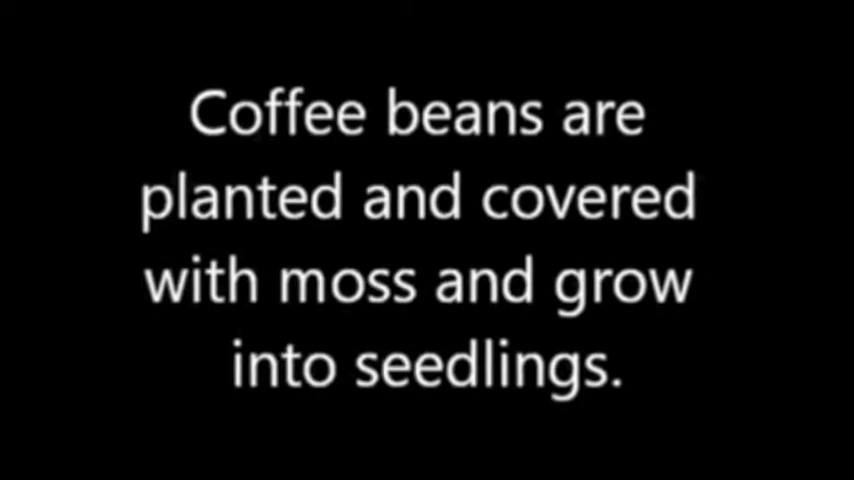 Coffee beans are
planted and covered
with moss and grow
into seedlings.